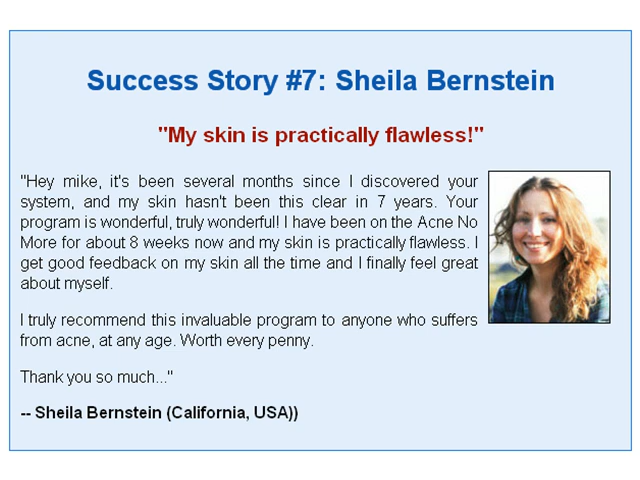 Success Story #7: Sheila Bernstein
"My skin is practically flawless!"
"Hey mike, it's been several months since I discovered your
system, and my skin hasn't been this clear in 7 years. Your
program is wonderful, truly wonderful! I have been on the Acne No
More for about 8 weeks now and my skin is practically flawless. I
get good feedback on my skin all the time and I finally feel great
about myself.
I truly recommend this invaluable program to anyone who suffers
from acne, at any age. Worth every penny.
Thank you so much..."
-- Sheila Bernstein (California, USA))